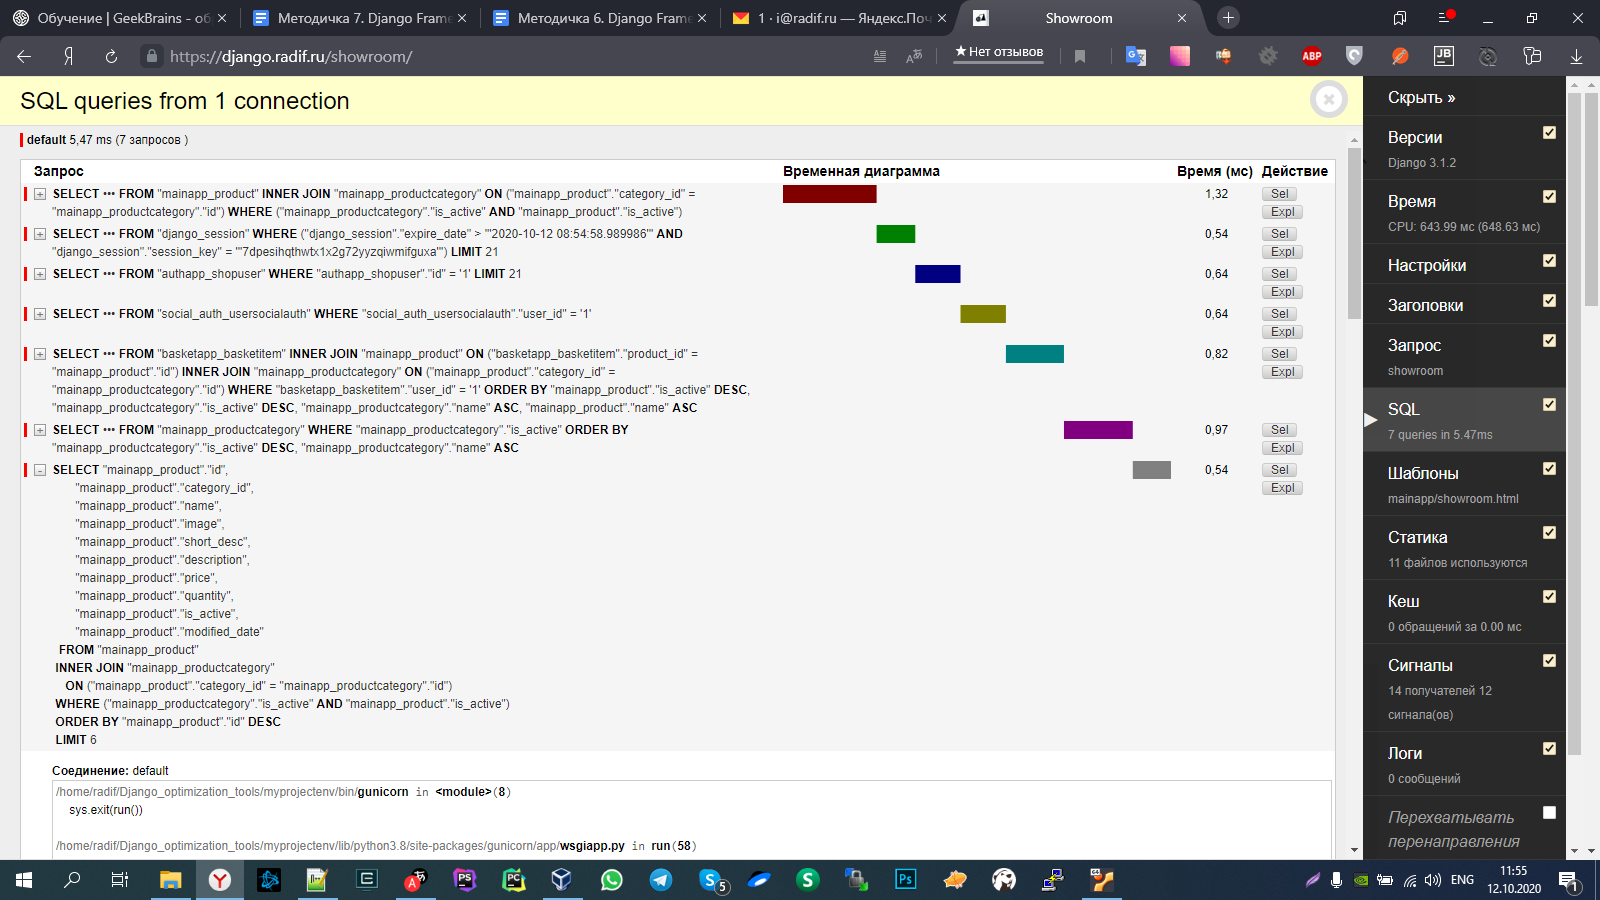 Обучение | GeekBrains - об
Методичка 7. Django Frame
Методичка 6. Django Frame
1 · i@radif.ru — Яндекс.Поч
Showroom
https://django.radif.ru/showroom/
★ Нет отзывов
ABP
JB
SQL queries from 1 connection
default 5,47 ms (7 запросов )
Запрос Временная диаграмма Время (мс) Действие
+ SELECT ••• FROM "mainapp_product" INNER JOIN "mainapp_productcategory" ON ("mainapp_product"."category_id" = 1,32 Sel
"mainapp_productcategory"."id") WHERE ("mainapp_productcategory"."is_active" AND "mainapp_product"."is_active") Expl
+ SELECT ••• FROM "django_session" WHERE ("django_session"."expire_date" > '"2020-10-12 08:54:58.989986"' AND 0,54 Sel
"django_session"."session_key" = '"7dpesihqthwtx1x2g72yyzqiwmifguxa"') LIMIT 21 Expl
+ SELECT ••• FROM "authapp_shopuser" WHERE "authapp_shopuser"."id" = '1' LIMIT 21 0,64 Sel
Expl
+ SELECT ••• FROM "social_auth_usersocialauth" WHERE "social_auth_usersocialauth"."user_id" = '1' 0,64 Sel
Expl
+ SELECT ••• FROM "basketapp_basketitem" INNER JOIN "mainapp_product" ON ("basketapp_basketitem"."product_id" = 0,82 Sel
"mainapp_product"."id") INNER JOIN "mainapp_productcategory" ON ("mainapp_product"."category_id" = Expl
"mainapp_productcategory"."id") WHERE "basketapp_basketitem"."user_id" = '1' ORDER BY "mainapp_product"."is_active" DESC,
"mainapp_productcategory"."is_active" DESC, "mainapp_productcategory"."name" ASC, "mainapp_product"."name" ASC
+ SELECT ••• FROM "mainapp_productcategory" WHERE "mainapp_productcategory"."is_active" ORDER BY 0,97 Sel
"mainapp_productcategory"."is_active" DESC, "mainapp_productcategory"."name" ASC Expl
- SELECT "mainapp_product"."id", 0,54 Sel
"mainapp_product"."category_id", Expl
"mainapp_product"."name",
"mainapp_product"."image",
"mainapp_product"."short_desc",
"mainapp_product"."description",
"mainapp_product"."price",
"mainapp_product"."quantity",
"mainapp_product"."is_active",
"mainapp_product"."modified_date"
FROM "mainapp_product"
INNER JOIN "mainapp_productcategory"
ON ("mainapp_product"."category_id" = "mainapp_productcategory"."id")
WHERE ("mainapp_productcategory"."is_active" AND "mainapp_product"."is_active")
ORDER BY "mainapp_product"."id" DESC
LIMIT 6
Соединение: default
/home/radif/Django_optimization_tools/myprojectenv/bin/gunicorn in <module>(8)
sys.exit(run())
/home/radif/Django_optimization_tools/myprojectenv/lib/python3.8/site-packages/gunicorn/app/wsgiapp.py in run(58)
Скрыть »
Версии
Django 3.1.2
Время
CPU: 643.99 мс (648.63 мс)
Настройки
Заголовки
Запрос
showroom
SQL
7 queries in 5.47ms
Шаблоны
mainapp/showroom.html
Статика
11 файлов используются
Кеш
0 обращений за 0.00 мс
Сигналы
14 получателей 12
сигнала(ов)
Логи
0 сообщений
Перехватывать
перенаправления
PS
PC
S
5
S
Ps
ENG
11:55
12.10.2020
1